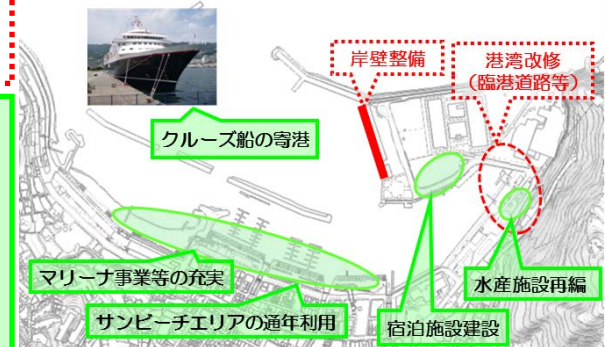 岸壁整備
港湾改修
（臨港道路等）
クルーズ船の寄港
マリーナ事業等の充実
サンビーチエリアの通年利用
宿泊施設建設
水産施設再編